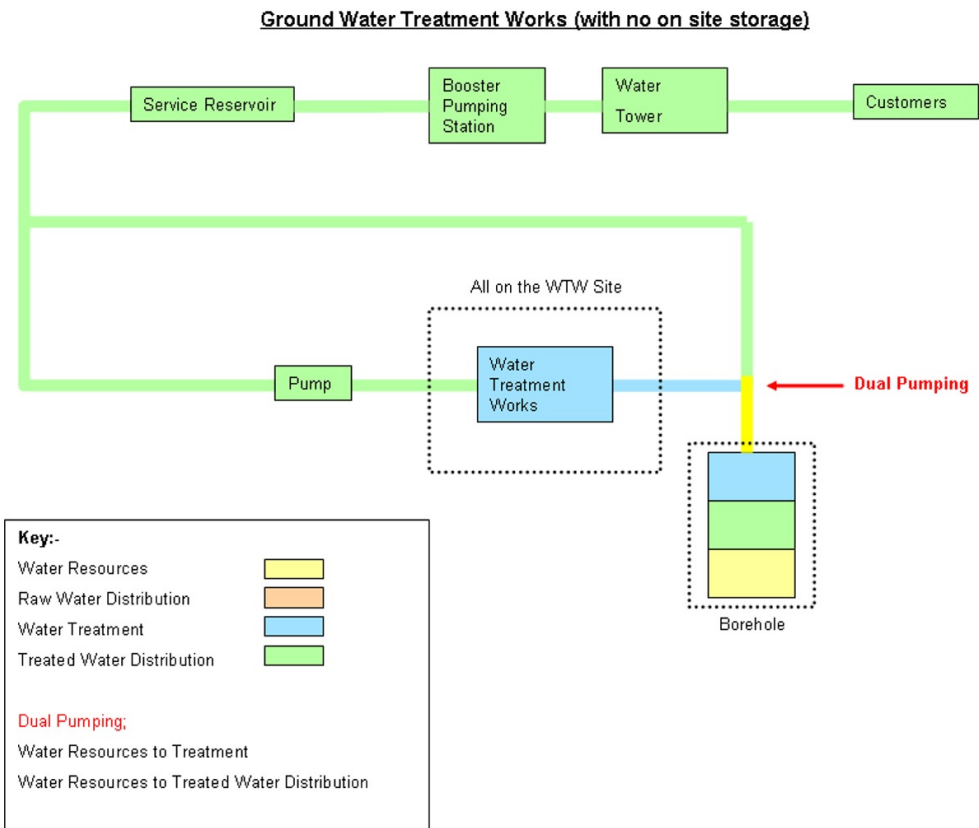 Ground Water Treatment Works (with no on site storage)
Service Reservoir
Booster
Pumping
Station
Water
Tower
Customers
All on the WTW Site
Pump
Water
Treatment
Works
Dual Pumping
Borehole
Key:-
Water Resources
Raw Water Distribution
Water Treatment
Treated Water Distribution
Dual Pumping;
Water Resources to Treatment
Water Resources to Treated Water Distribution